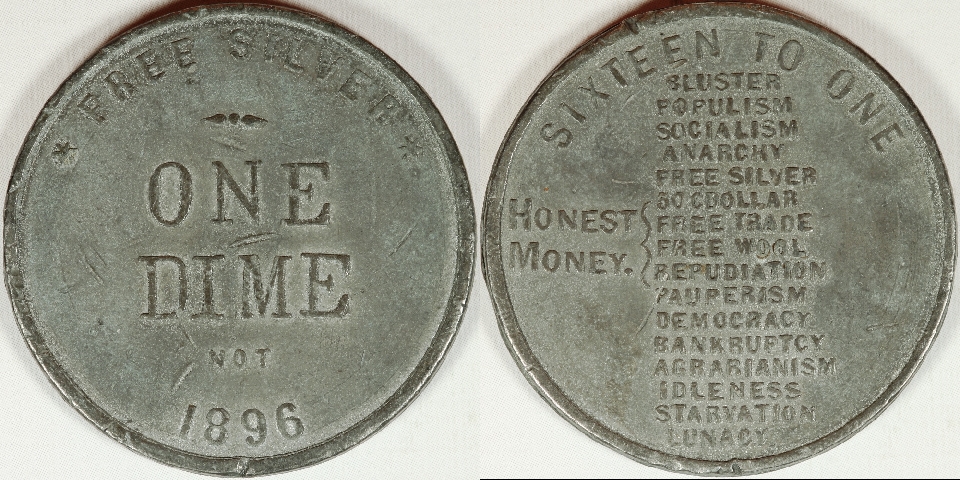 * FREE SILVER *
ONE
DIME
NOT
1896
SIXTEEN TO ONE
BLUSTER
POPULISM
SOCIALISM
ANARCHY
FREE SILVER
50 C DOLLAR
FREE TRADE
FREE WOOL
REPUDIATION
PAUPERISM
DEMOCRACY
BANKRUPTCY
AGRARIANISM
IDLENESS
STARVATION
LUNACY
HONEST
MONEY.